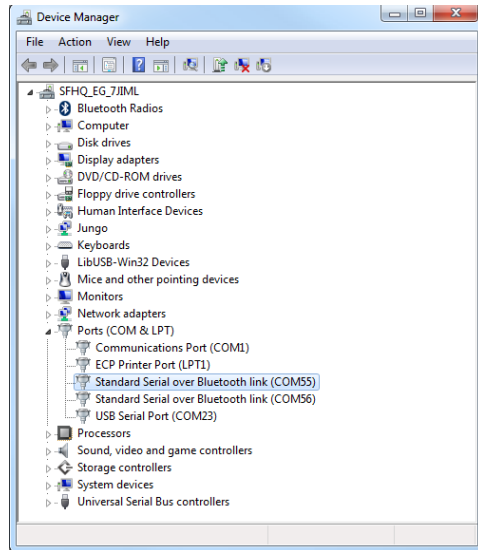 Device Manager
File Action View Help
SFHQ_EG_7JIML
Bluetooth Radios
Computer
Disk drives
Display adapters
DVD/CD-ROM drives
Floppy drive controllers
Human Interface Devices
Jungo
Keyboards
LibUSB-Win32 Devices
Mice and other pointing devices
Monitors
Network adapters
Ports (COM & LPT)
Communications Port (COM1)
ECP Printer Port (LPT1)
Standard Serial over Bluetooth link (COM55)
Standard Serial over Bluetooth link (COM56)
USB Serial Port (COM23)
Processors
Sound, video and game controllers
Storage controllers
System devices
Universal Serial Bus controllers